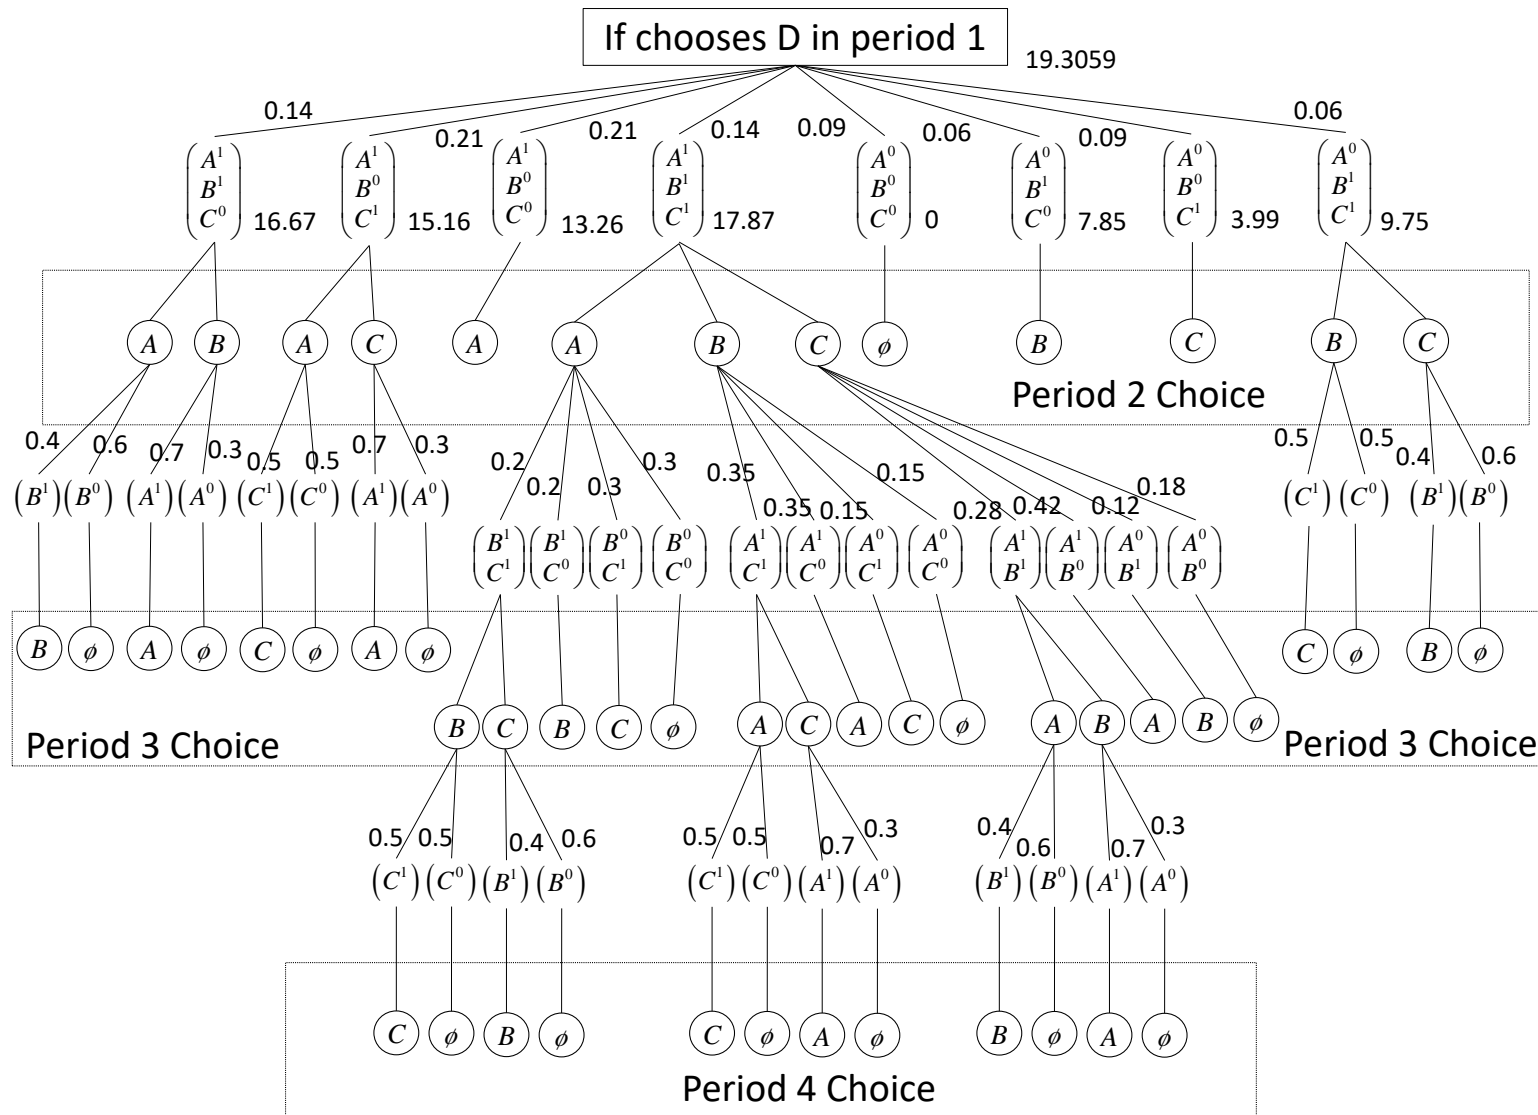 If chooses D in period 1
19.3059
0.14 0.21 0.21 0.14 0.09 0.06 0.09 0.06
A¹ A¹ A¹ A¹ A⁰ A⁰ A⁰ A⁰
B¹ B⁰ B⁰ B¹ B⁰ B¹ B⁰ B¹
C⁰ C¹ C⁰ C¹ C⁰ C⁰ C¹ C¹
16.67 15.16 13.26 17.87 0 7.85 3.99 9.75
A B A C A A B C ϕ B C B C
Period 2 Choice
0.4 0.6 0.7 0.3 0.5 0.5 0.7 0.3 0.2 0.2 0.3 0.3 0.35 0.35 0.15 0.15 0.28 0.42 0.12 0.18 0.5 0.5 0.4 0.6
(B¹) (B⁰) (A¹) (A⁰) (C¹) (C⁰) (A¹) (A⁰) (C¹) (C⁰) (B¹) (B⁰)
B¹ B¹ B⁰ B⁰ A¹ A¹ A⁰ A⁰ A¹ A¹ A⁰ A⁰
C¹ C⁰ C¹ C⁰ C¹ C⁰ C¹ C⁰ B¹ B⁰ B¹ B⁰
B ϕ A ϕ C ϕ A ϕ C ϕ B ϕ
B C B C ϕ A C A C ϕ A B A B ϕ
Period 3 Choice Period 3 Choice
0.5 0.5 0.4 0.6 0.5 0.5 0.7 0.3 0.4 0.6 0.7 0.3
(C¹) (C⁰) (B¹) (B⁰) (C¹) (C⁰) (A¹) (A⁰) (B¹) (B⁰) (A¹) (A⁰)
C ϕ B ϕ C ϕ A ϕ B ϕ A ϕ
Period 4 Choice